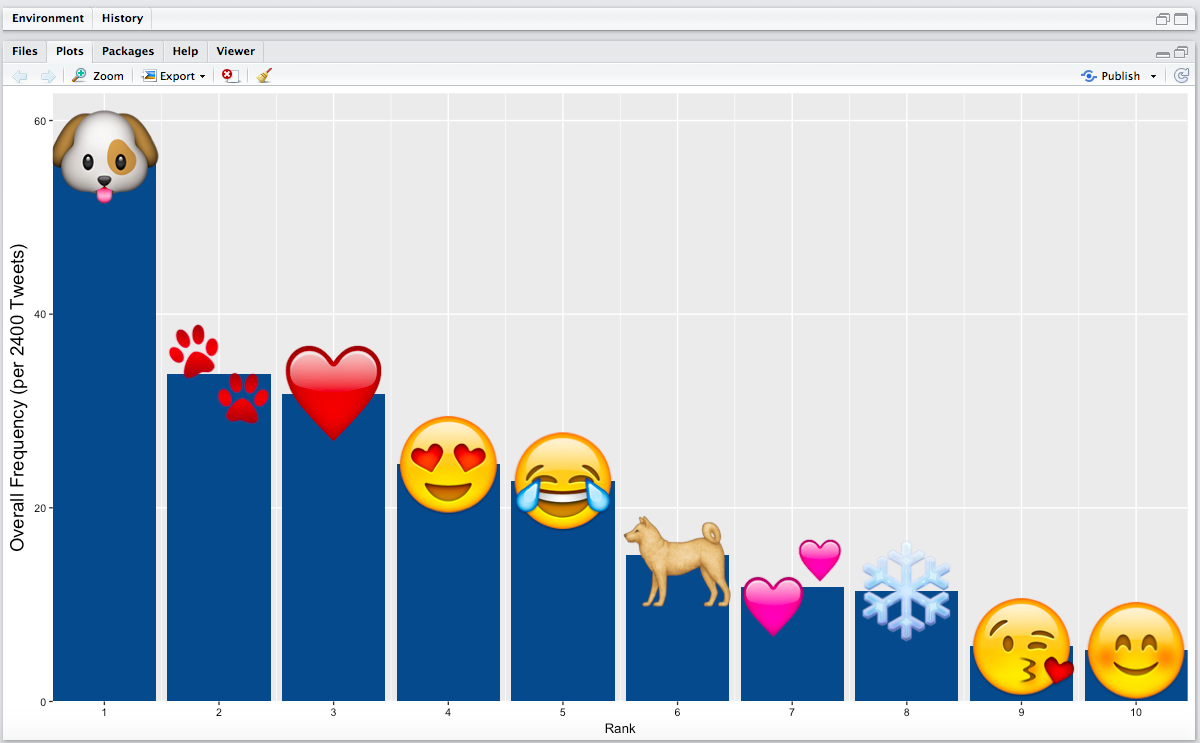 Environment History
Files Plots Packages Help Viewer
Zoom Export Publish
60
40
20
0
Overall Frequency (per 2400 Tweets)
1 2 3 4 5 6 7 8 9 10
Rank